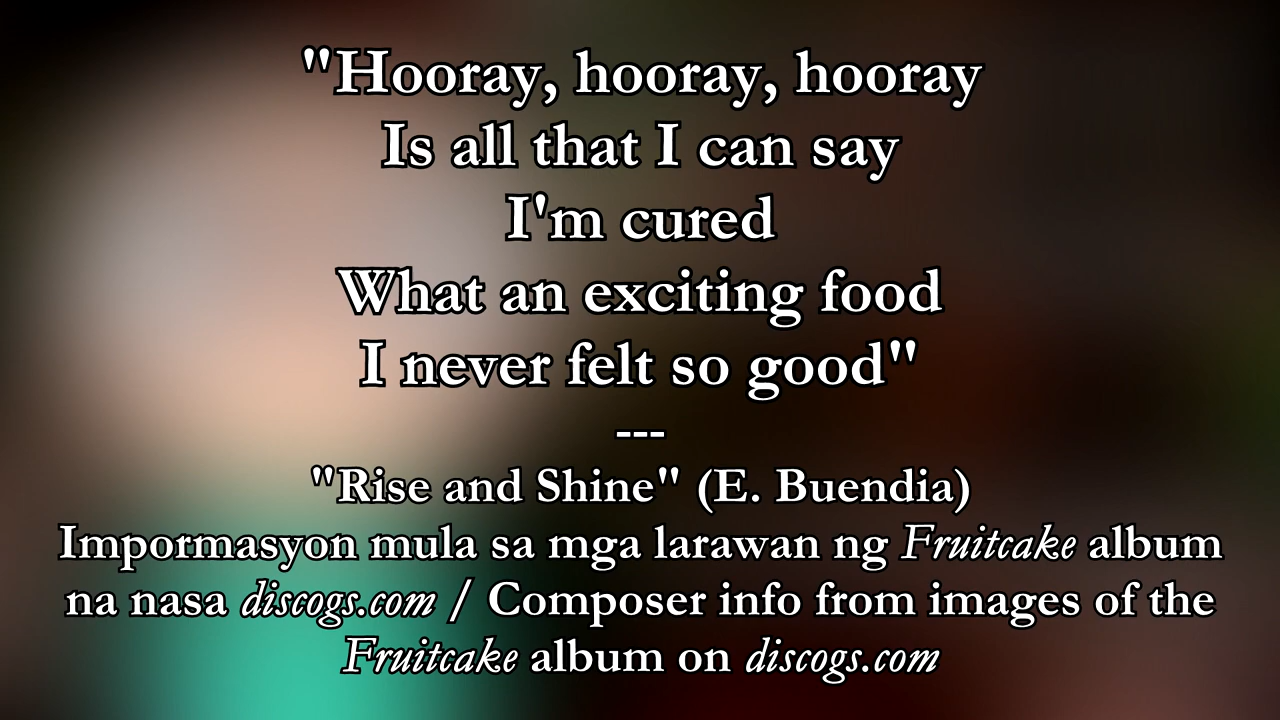 "Hooray, hooray, hooray
Is all that I can say
I'm cured
What an exciting food
I never felt so good"
---
"Rise and Shine" (E. Buendia)
Impormasyon mula sa mga larawan ng Fruitcake album
na nasa discogs.com / Composer info from images of the
Fruitcake album on discogs.com